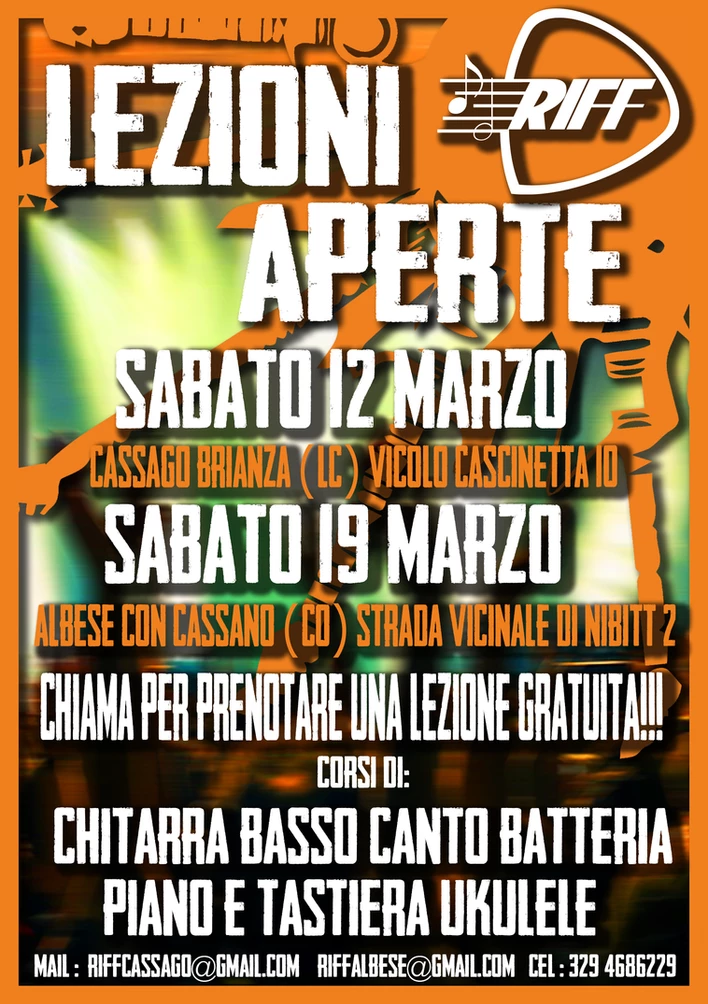 LEZIONI
RIFF
APERTE
SABATO 12 MARZO
CASSAGO BRIANZA (LC) VICOLO CASCINETTA 10
SABATO 19 MARZO
ALBESE CON CASSANO (CO) STRADA VICINALE DI NIBITT 2
CHIAMA PER PRENOTARE UNA LEZIONE GRATUITA!!!
CORSI DI:
CHITARRA BASSO CANTO BATTERIA
PIANO E TASTIERA UKULELE
MAIL : RIFFCASSAGO@GMAIL.COM RIFFALBESE@GMAIL.COM CEL : 329 4686229